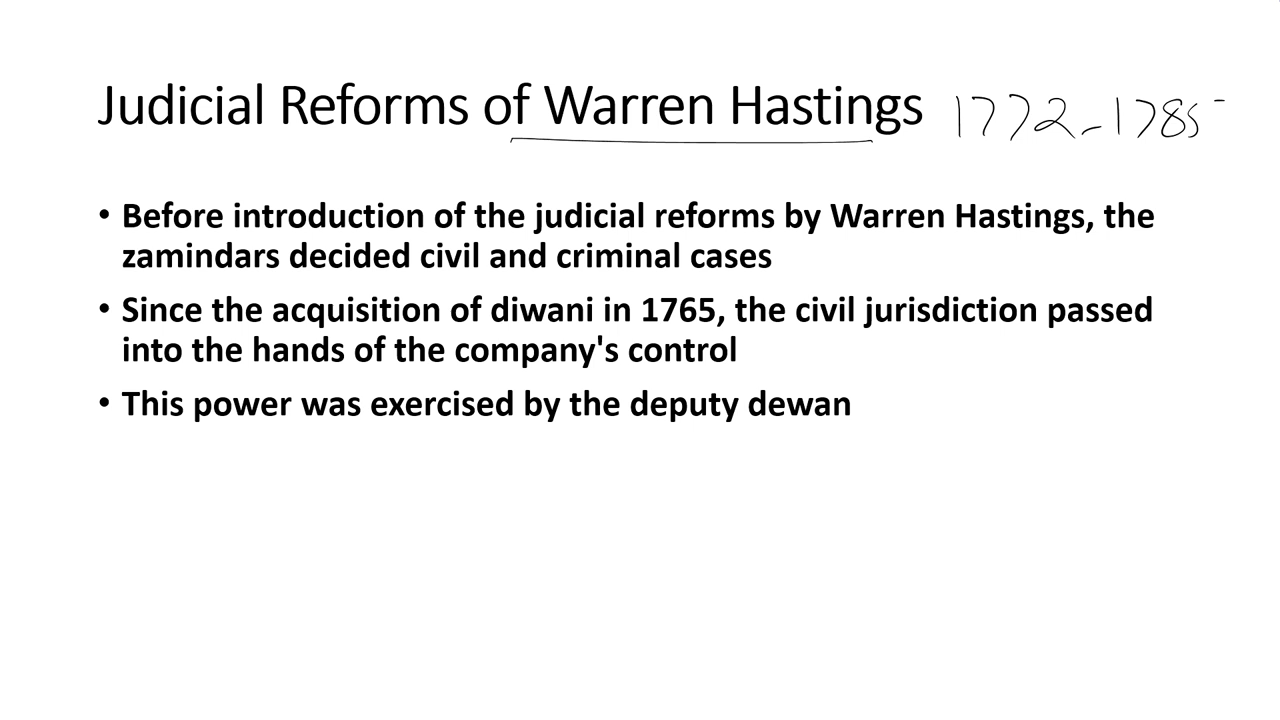 Judicial Reforms of Warren Hastings 1772-1785
• Before introduction of the judicial reforms by Warren Hastings, the
zamindars decided civil and criminal cases
• Since the acquisition of diwani in 1765, the civil jurisdiction passed
into the hands of the company's control
• This power was exercised by the deputy dewan